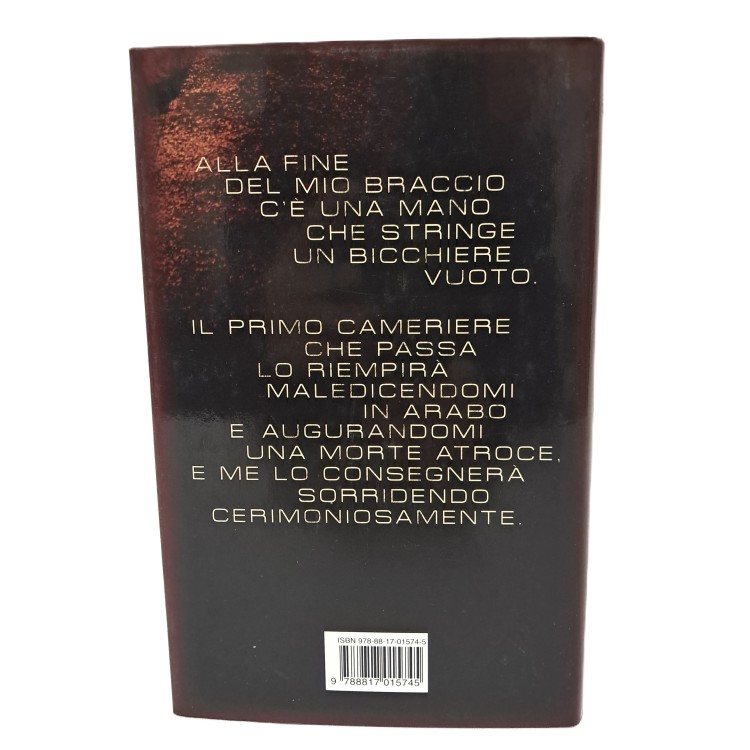 ALLA FINE
DEL MIO BRACCIO
C'È UNA MANO
CHE STRINGE
UN BICCHIERE
VUOTO.
IL PRIMO CAMERIERE
CHE PASSA
LO RIEMPIRÀ
MALEDICENDOMI
IN ARABO
E AUGURANDOMI
UNA MORTE ATROCE,
E ME LO CONSEGNERÀ
SORRIDENDO
CERIMONIOSAMENTE.
ISBN 978-88-17-01574-5
9 788817 015745